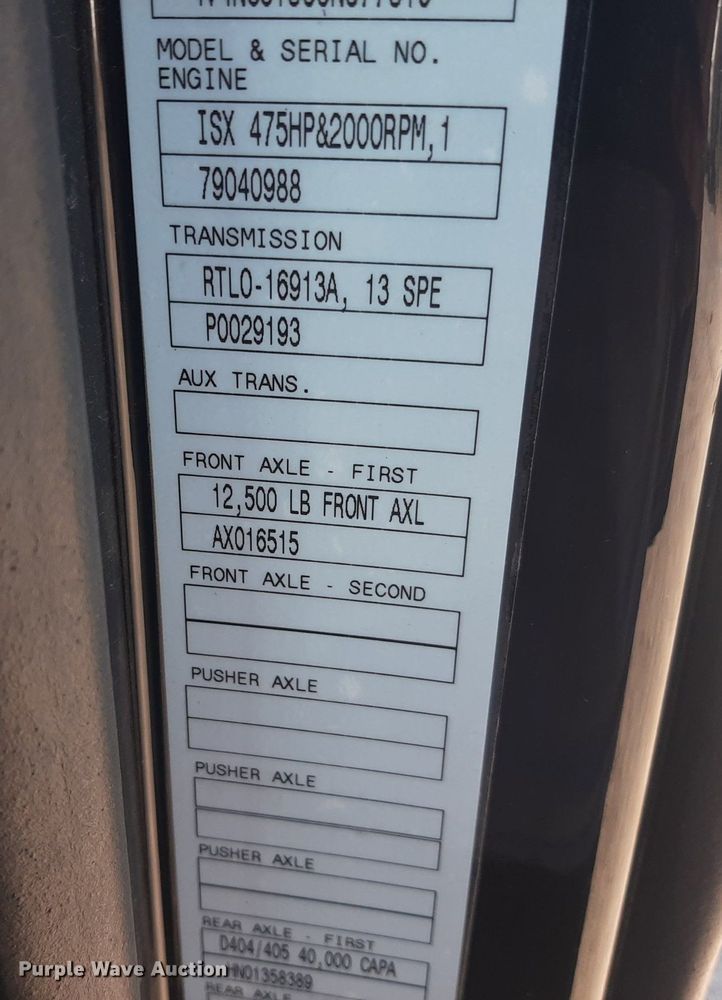 MODEL & SERIAL NO.
ENGINE
ISX 475HP&2000RPM,1
79040988
TRANSMISSION
RTLO-16913A, 13 SPE
P0029193
AUX TRANS.
FRONT AXLE - FIRST
12,500 LB FRONT AXL
AX016515
FRONT AXLE - SECOND
PUSHER AXLE
PUSHER AXLE
PUSHER AXLE
REAR AXLE - FIRST
D404/405 40,000 CAPA
Purple Wave Auction
REAR AXLE